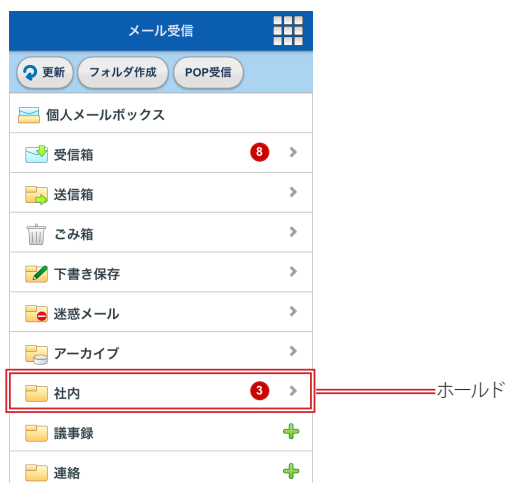 メール受信
更新 フォルダ作成 POP受信
個人メールボックス
受信箱 8
送信箱
ごみ箱
下書き保存
迷惑メール
アーカイブ
社内 3
ホールド
議事録
連絡